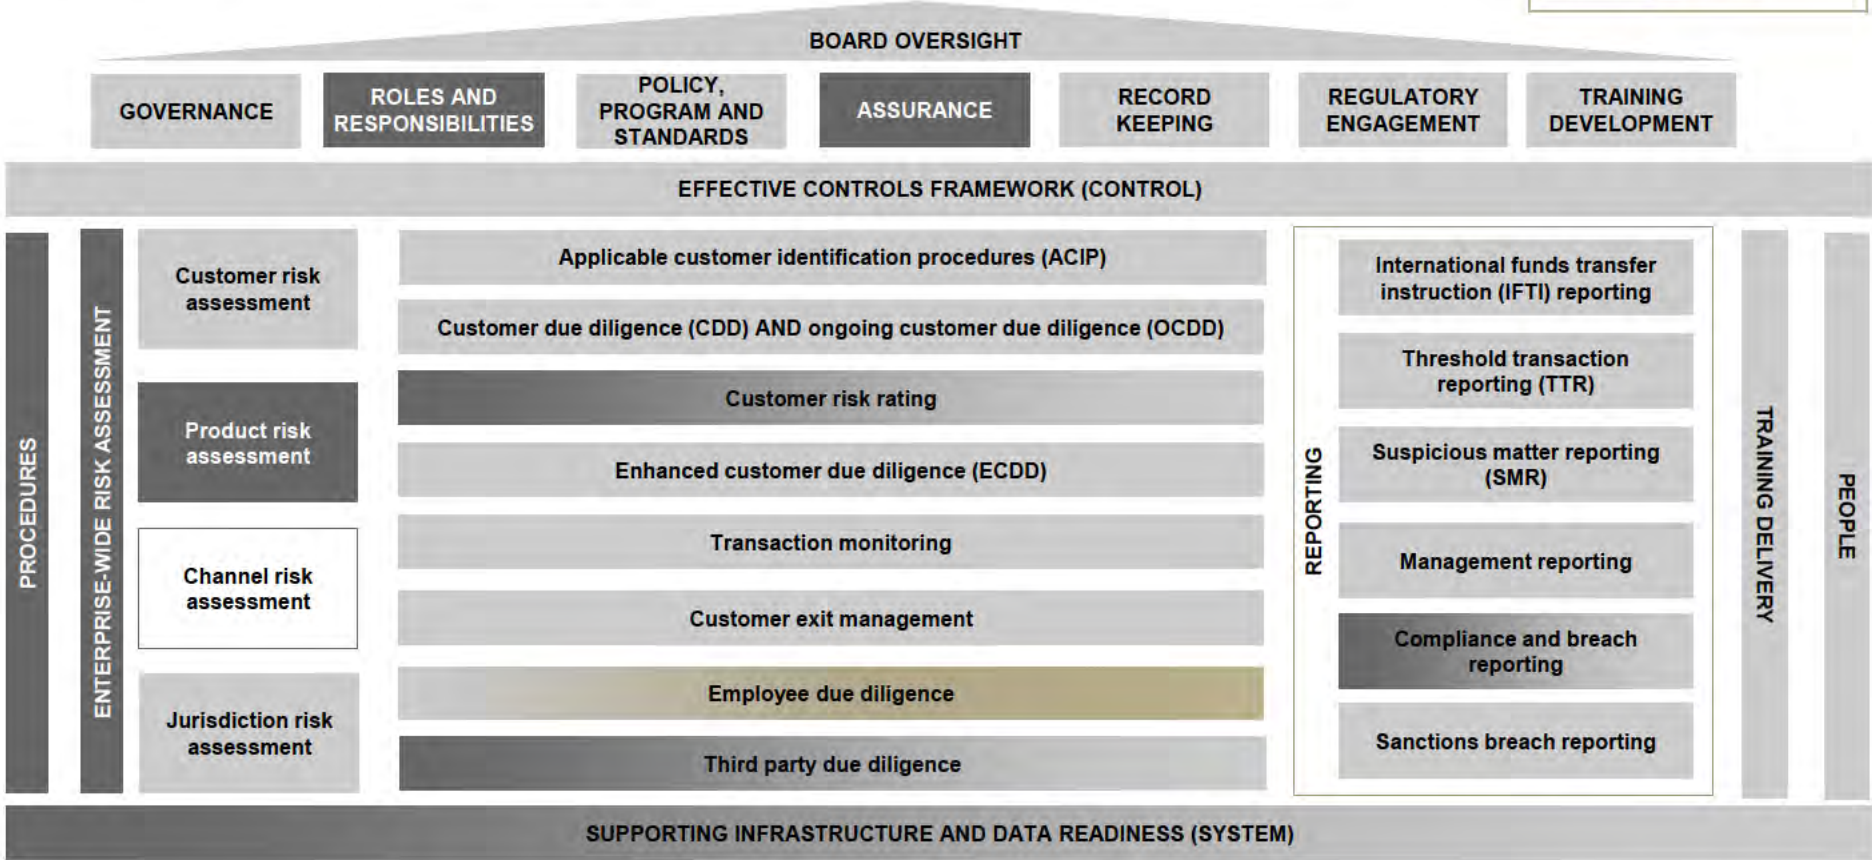 BOARD OVERSIGHT
GOVERNANCE
ROLES AND
RESPONSIBILITIES
POLICY,
PROGRAM AND
STANDARDS
ASSURANCE
RECORD
KEEPING
REGULATORY
ENGAGEMENT
TRAINING
DEVELOPMENT
EFFECTIVE CONTROLS FRAMEWORK (CONTROL)
PROCEDURES
ENTERPRISE-WIDE RISK ASSESSMENT
Customer risk
assessment
Product risk
assessment
Channel risk
assessment
Jurisdiction risk
assessment
Applicable customer identification procedures (ACIP)
Customer due diligence (CDD) AND ongoing customer due diligence (OCDD)
Customer risk rating
Enhanced customer due diligence (ECDD)
Transaction monitoring
Customer exit management
Employee due diligence
Third party due diligence
REPORTING
International funds transfer
instruction (IFTI) reporting
Threshold transaction
reporting (TTR)
Suspicious matter reporting
(SMR)
Management reporting
Compliance and breach
reporting
Sanctions breach reporting
TRAINING DELIVERY
PEOPLE
SUPPORTING INFRASTRUCTURE AND DATA READINESS (SYSTEM)